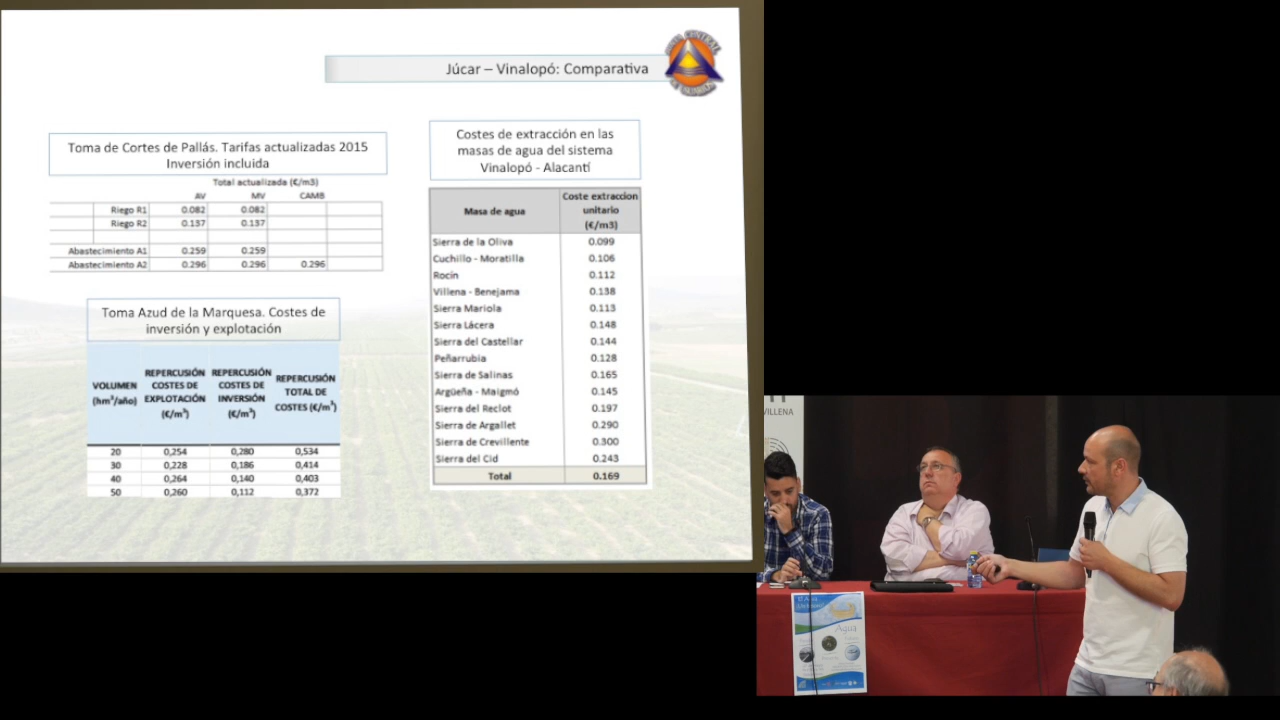 Júcar – Vinalopó: Comparativa
Toma de Cortes de Pallás. Tarifas actualizadas 2015
Inversión incluida
Total actualizada (€/m3)
AV MV CAMB
Riego R1 0.082 0.082
Riego R2 0.137 0.137
Abastecimiento A1 0.259 0.259
Abastecimiento A2 0.296 0.296 0.296
Toma Azud de la Marquesa. Costes de
inversión y explotación
VOLUMEN (hm³/año) REPERCUSIÓN COSTES DE EXPLOTACIÓN (€/m³) REPERCUSIÓN COSTES DE INVERSIÓN (€/m³) REPERCUSIÓN TOTAL DE COSTES (€/m³)
20 0,254 0,280 0,534
30 0,228 0,186 0,414
40 0,264 0,140 0,403
50 0,260 0,112 0,372
Costes de extracción en las
masas de agua del sistema
Vinalopó - Alacantí
Masa de agua Coste extraccion unitario (€/m3)
Sierra de la Oliva 0.099
Cuchillo - Moratilla 0.106
Rocín 0.112
Villena - Benejama 0.138
Sierra Mariola 0.113
Sierra Lácera 0.148
Sierra del Castellar 0.144
Peñarrubia 0.128
Sierra de Salinas 0.165
Argüeña - Maigmó 0.145
Sierra del Reclot 0.197
Sierra de Argallet 0.290
Sierra de Crevillente 0.300
Sierra del Cid 0.243
Total 0.169
VILLENA
El Agua
Agua